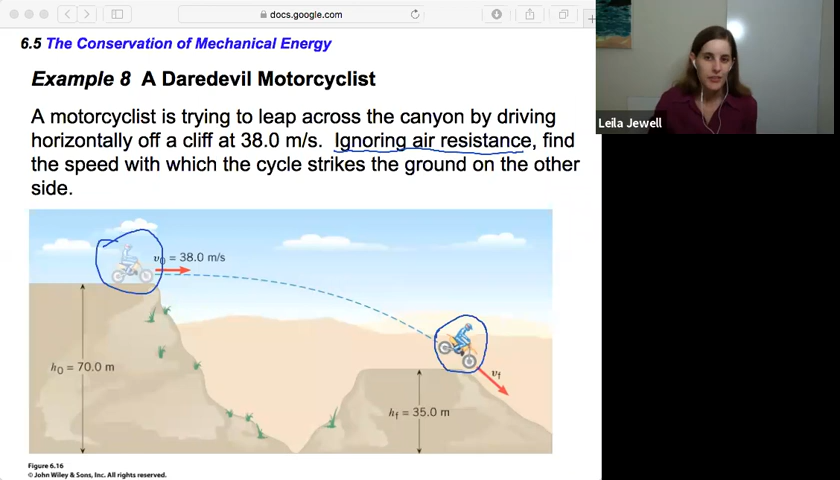 docs.google.com
6.5 The Conservation of Mechanical Energy
Example 8 A Daredevil Motorcyclist
A motorcyclist is trying to leap across the canyon by driving
horizontally off a cliff at 38.0 m/s. Ignoring air resistance, find
the speed with which the cycle strikes the ground on the other
side.
v0 = 38.0 m/s
h0 = 70.0 m
vf
hf = 35.0 m
Figure 6.16
© John Wiley & Sons, Inc. All rights reserved.
Leila Jewell